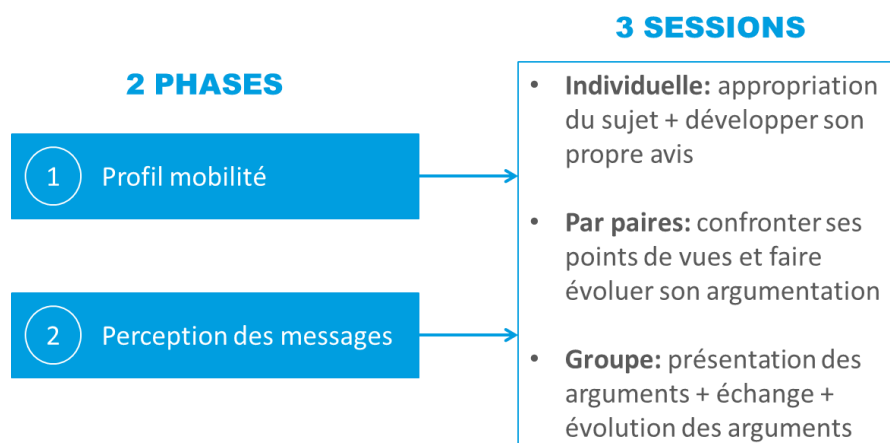 3 SESSIONS
2 PHASES
1 Profil mobilité
2 Perception des messages
• Individuelle: appropriation
du sujet + développer son
propre avis
• Par paires: confronter ses
points de vues et faire
évoluer son argumentation
• Groupe: présentation des
arguments + échange +
évolution des arguments